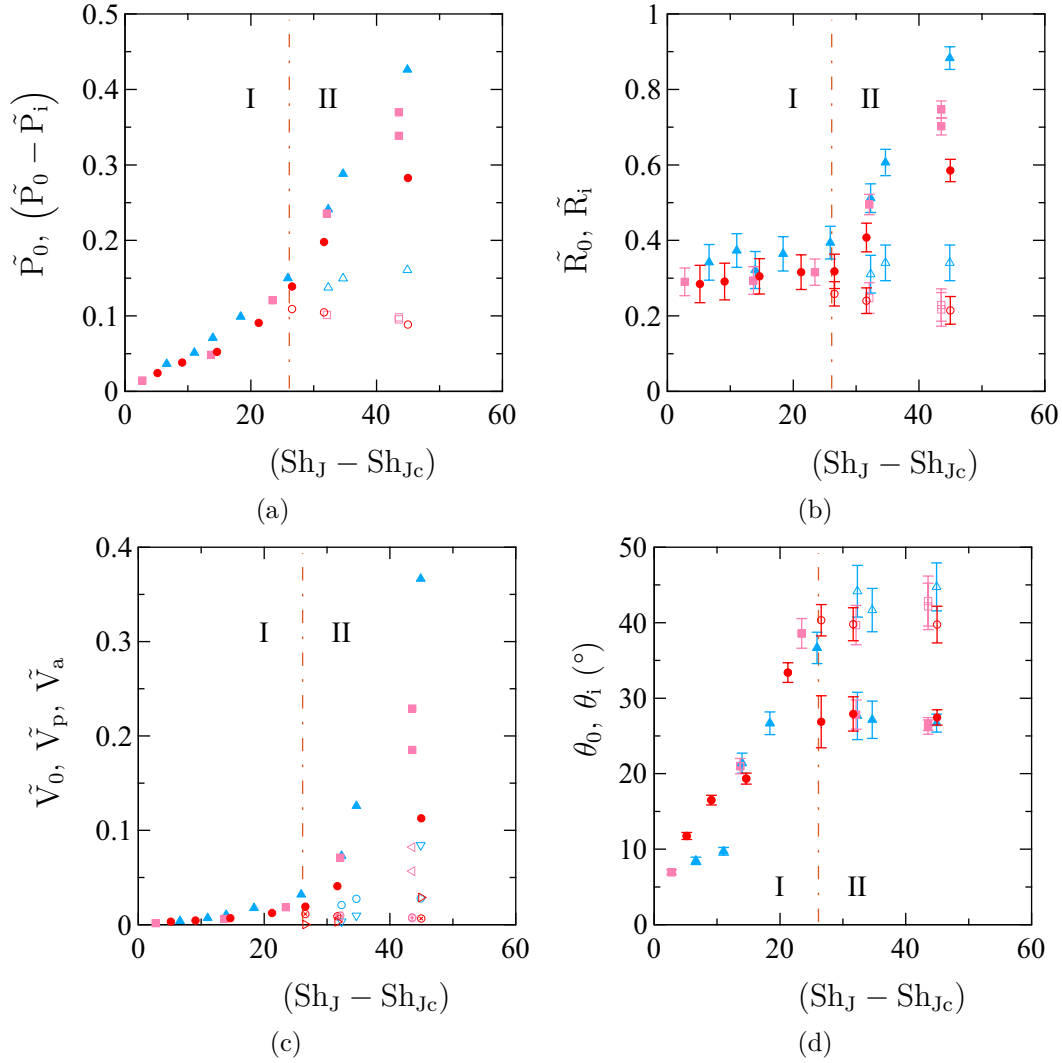 0.5
0.4
0.3
0.2
0.1
0
P̃₀, (P̃₀ − P̃ᵢ)
I II
0 20 40 60
(Sh_J − Sh_Jc)
(a)
1
0.8
0.6
0.4
0.2
0
R̃₀, R̃ᵢ
I II
0 20 40 60
(Sh_J − Sh_Jc)
(b)
0.4
0.3
0.2
0.1
0
Ṽ₀, Ṽₚ, Ṽₐ
I II
0 20 40 60
(Sh_J − Sh_Jc)
(c)
50
40
30
20
10
0
θ₀, θᵢ (°)
I II
0 20 40 60
(Sh_J − Sh_Jc)
(d)